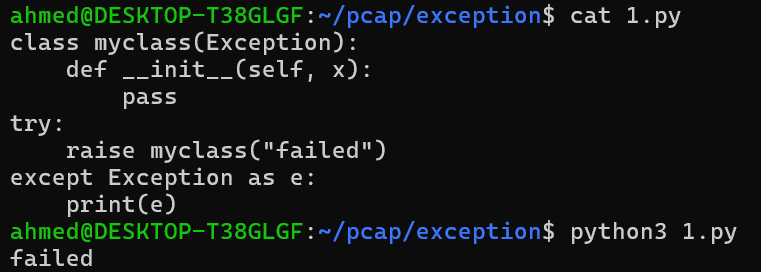 ahmed@DESKTOP-T38GLGF:~/pcap/exception$ cat 1.py
class myclass(Exception):
    def __init__(self, x):
        pass
try:
    raise myclass("failed")
except Exception as e:
    print(e)
ahmed@DESKTOP-T38GLGF:~/pcap/exception$ python3 1.py
failed